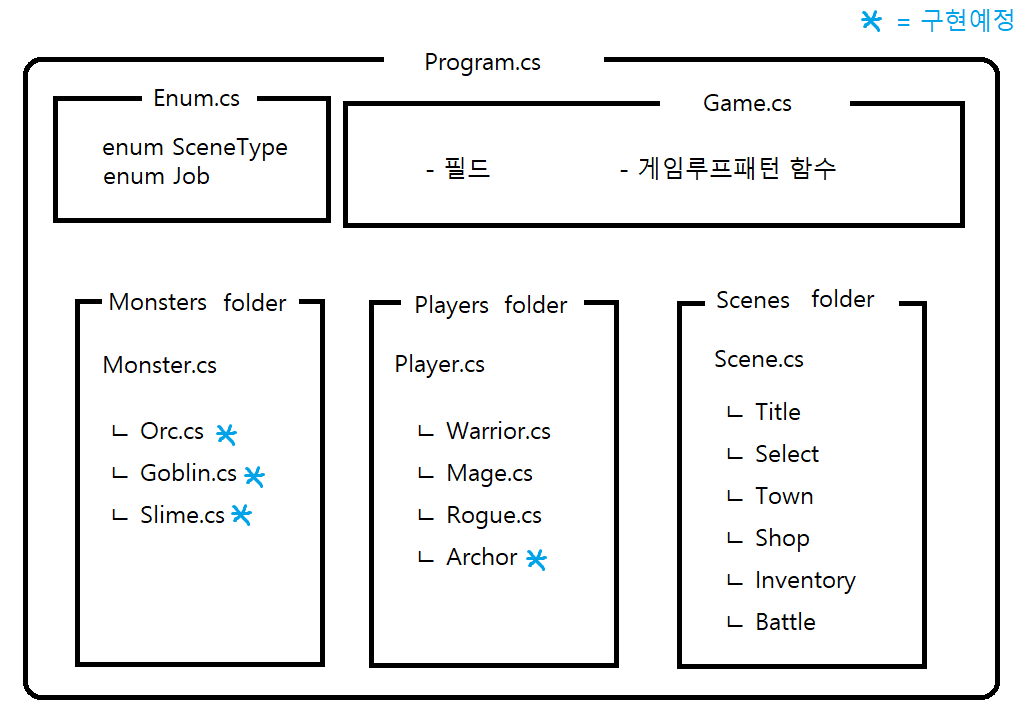 * = 구현예정
Program.cs
Enum.cs
enum SceneType
enum Job
Game.cs
- 필드
- 게임루프패턴 함수
Monsters folder
Monster.cs
ㄴ Orc.cs *
ㄴ Goblin.cs *
ㄴ Slime.cs *
Players folder
Player.cs
ㄴ Warrior.cs
ㄴ Mage.cs
ㄴ Rogue.cs
ㄴ Archor *
Scenes folder
Scene.cs
ㄴ Title
ㄴ Select
ㄴ Town
ㄴ Shop
ㄴ Inventory
ㄴ Battle